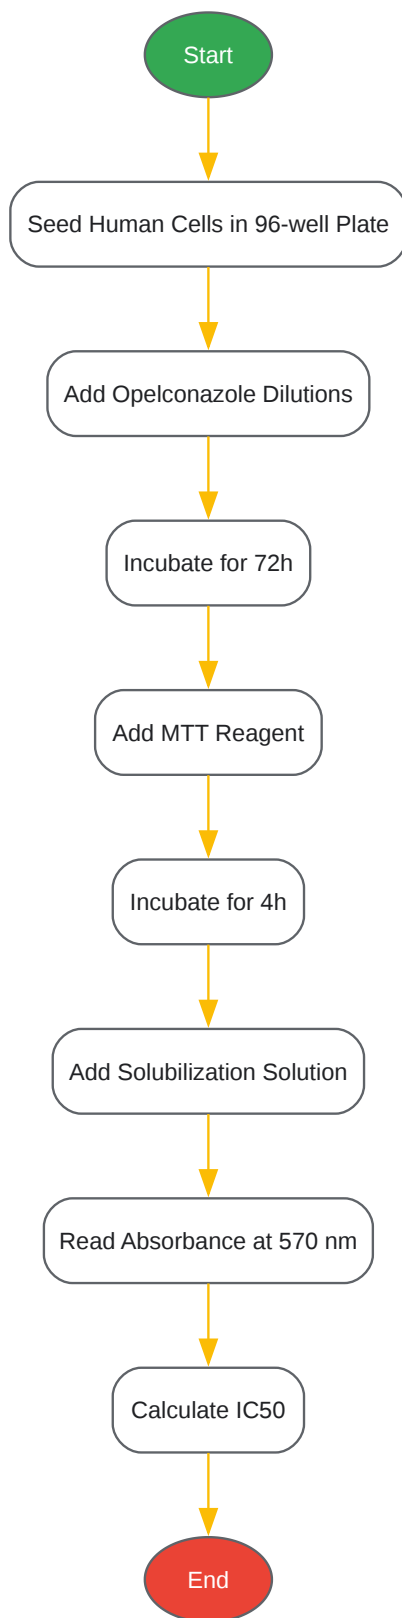 Start
Seed Human Cells in 96-well Plate
Add Opelconazole Dilutions
Incubate for 72h
Add MTT Reagent
Incubate for 4h
Add Solubilization Solution
Read Absorbance at 570 nm
Calculate IC50
End